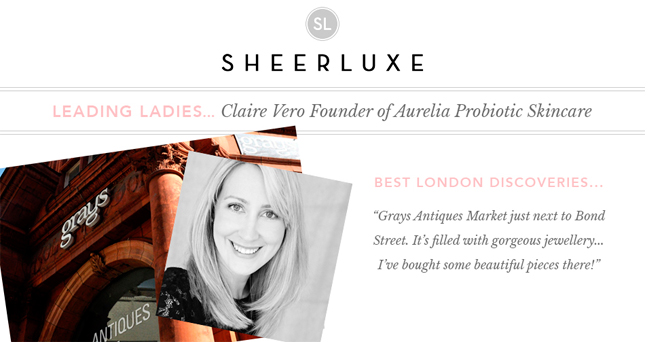 SL
SHEERLUXE
LEADING LADIES... Claire Vero Founder of Aurelia Probiotic Skincare
grays
ANTIQUES
BEST LONDON DISCOVERIES...
“Grays Antiques Market just next to Bond
Street. It’s filled with gorgeous jewellery...
I’ve bought some beautiful pieces there!”